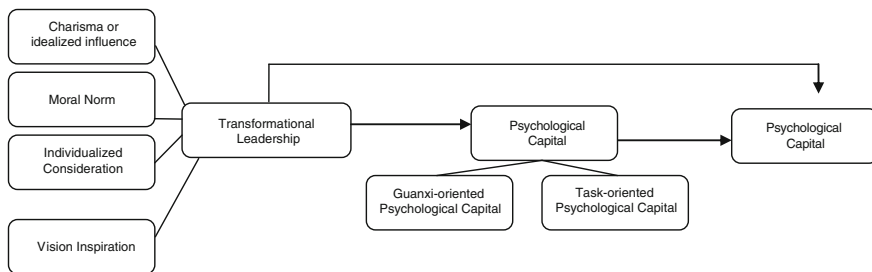 Charisma or
idealized influence
Moral Norm
Individualized
Consideration
Vision Inspiration
Transformational
Leadership
Psychological
Capital
Guanxi-oriented
Psychological Capital
Task-oriented
Psychological Capital
Psychological
Capital